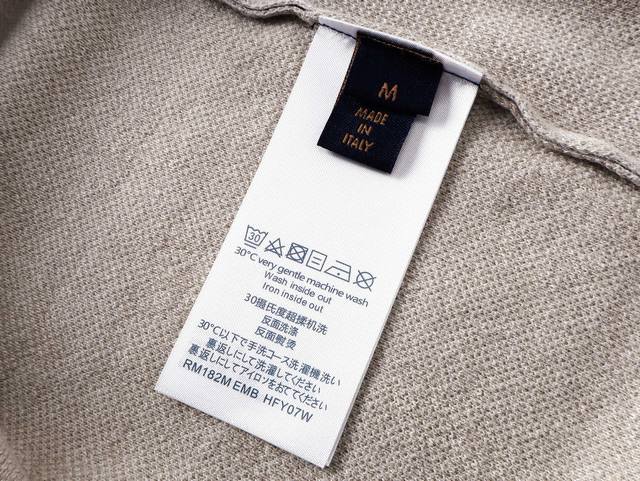 M
MADE
IN
ITALY
30
30°C very gentle machine wash
Wash inside out
Iron inside out
30摄氏度超揉机洗
反面洗涤
反面熨烫
30°C以下で手洗コース洗濯機洗い
裏返しにして洗濯してください
裏返しにしてアイロンをおててください
RM182M EMB HFY07W